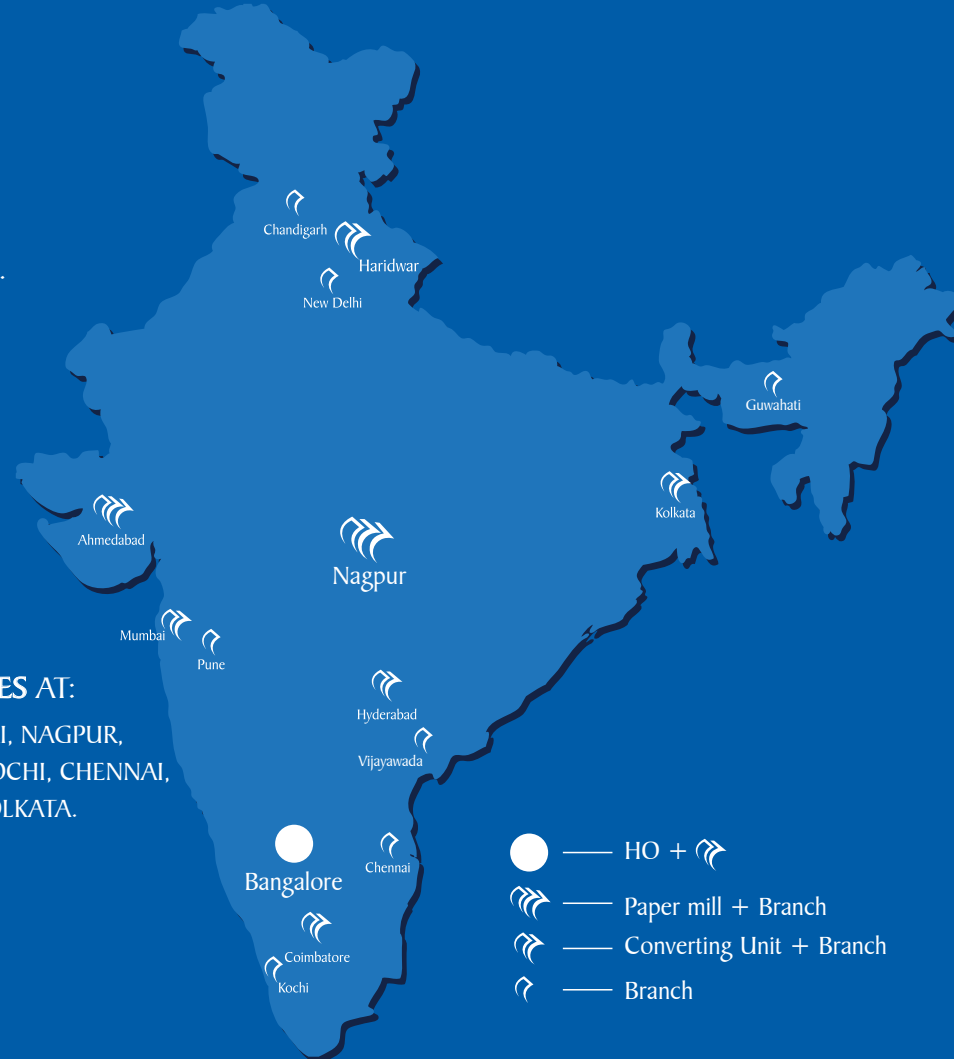 Chandigarh
Haridwar
.
New Delhi
Guwahati
Kolkata
Ahmedabad
Nagpur
Mumbai
Pune
ES AT:
Hyderabad
I, NAGPUR,
Vijayawada
OCHI, CHENNAI,
OLKATA.
HO +
Chennai
Bangalore
Paper mill + Branch
Converting Unit + Branch
Coimbatore
Kochi
Branch